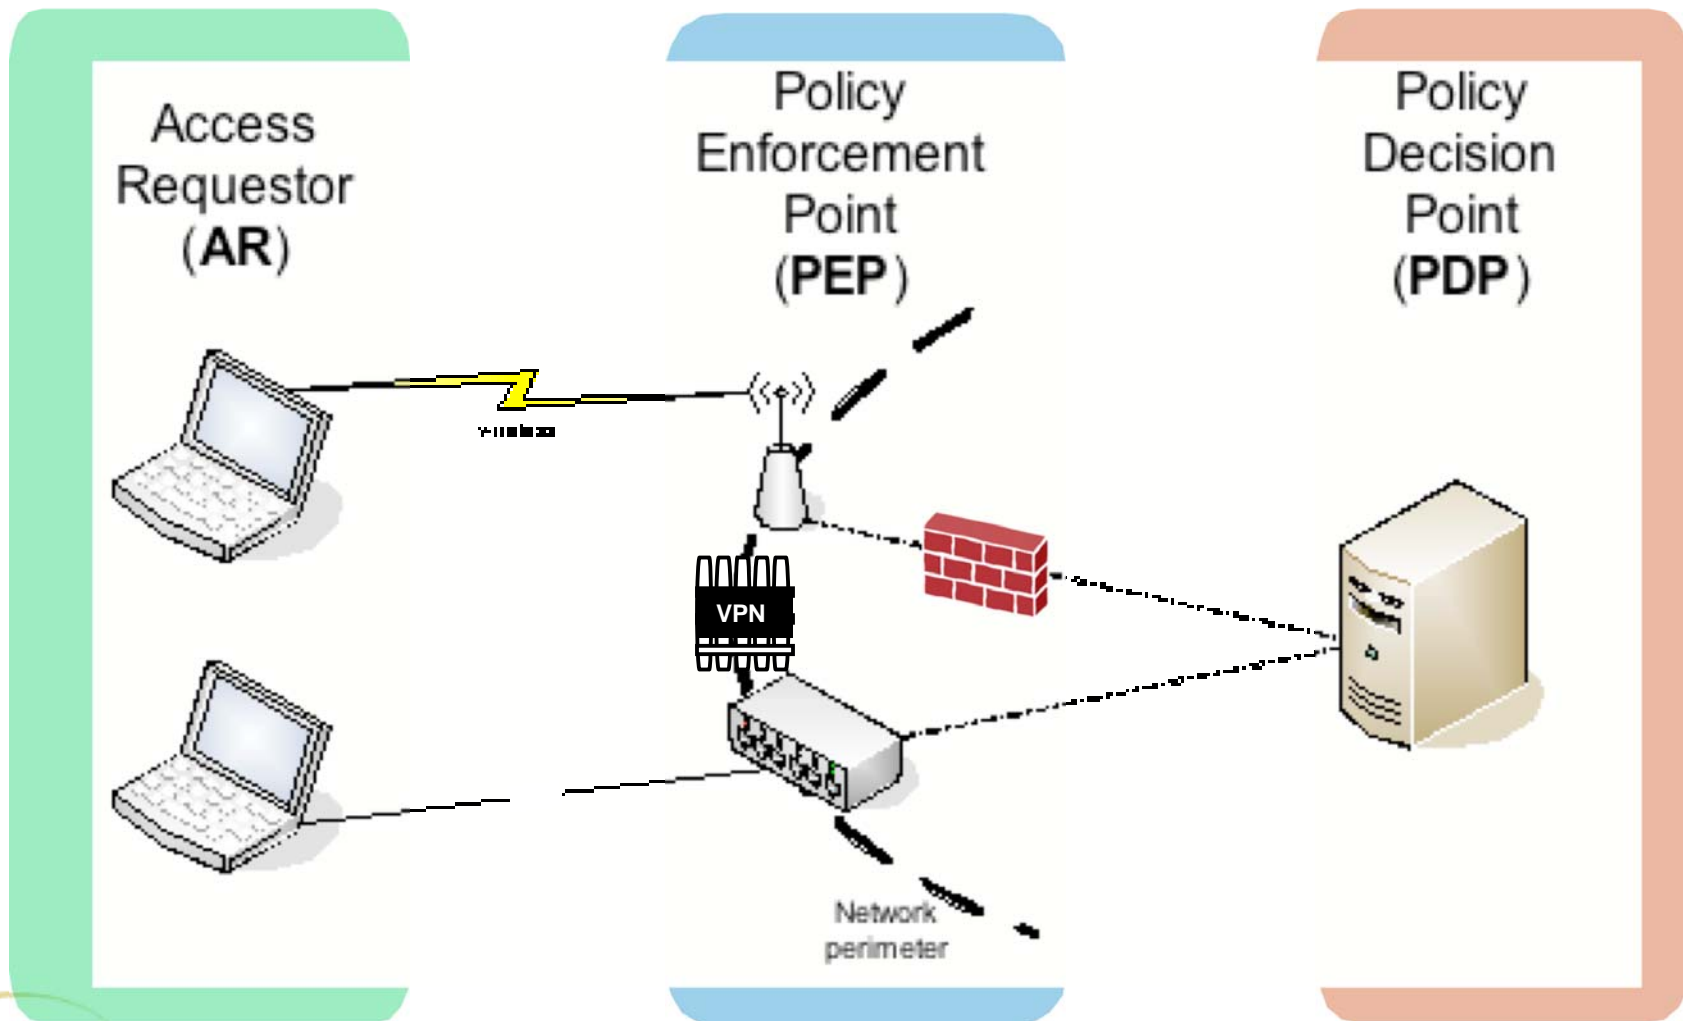 Access
Requestor
(AR)
Policy
Enforcement
Point
(PEP)
Policy
Decision
Point
(PDP)
VPN
Network
perimeter